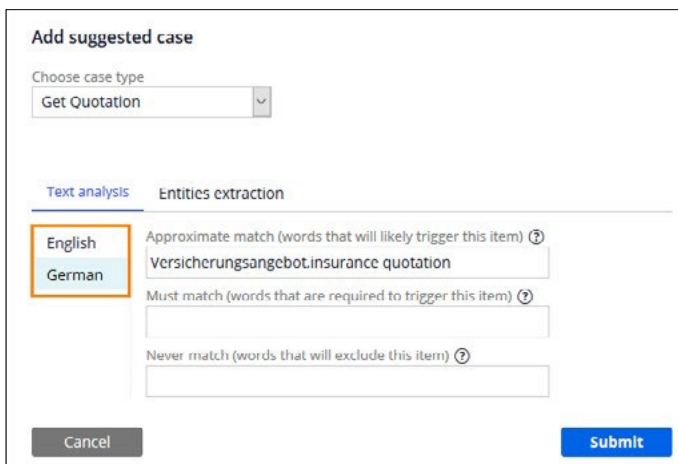 Add suggested case
Choose case type
Get Quotation
Text analysis Entities extraction
English
German
Approximate match (words that will likely trigger this item) ?
Versicherungsangebot.insurance quotation
Must match (words that are required to trigger this item) ?
Never match (words that will exclude this item) ?
Cancel Submit